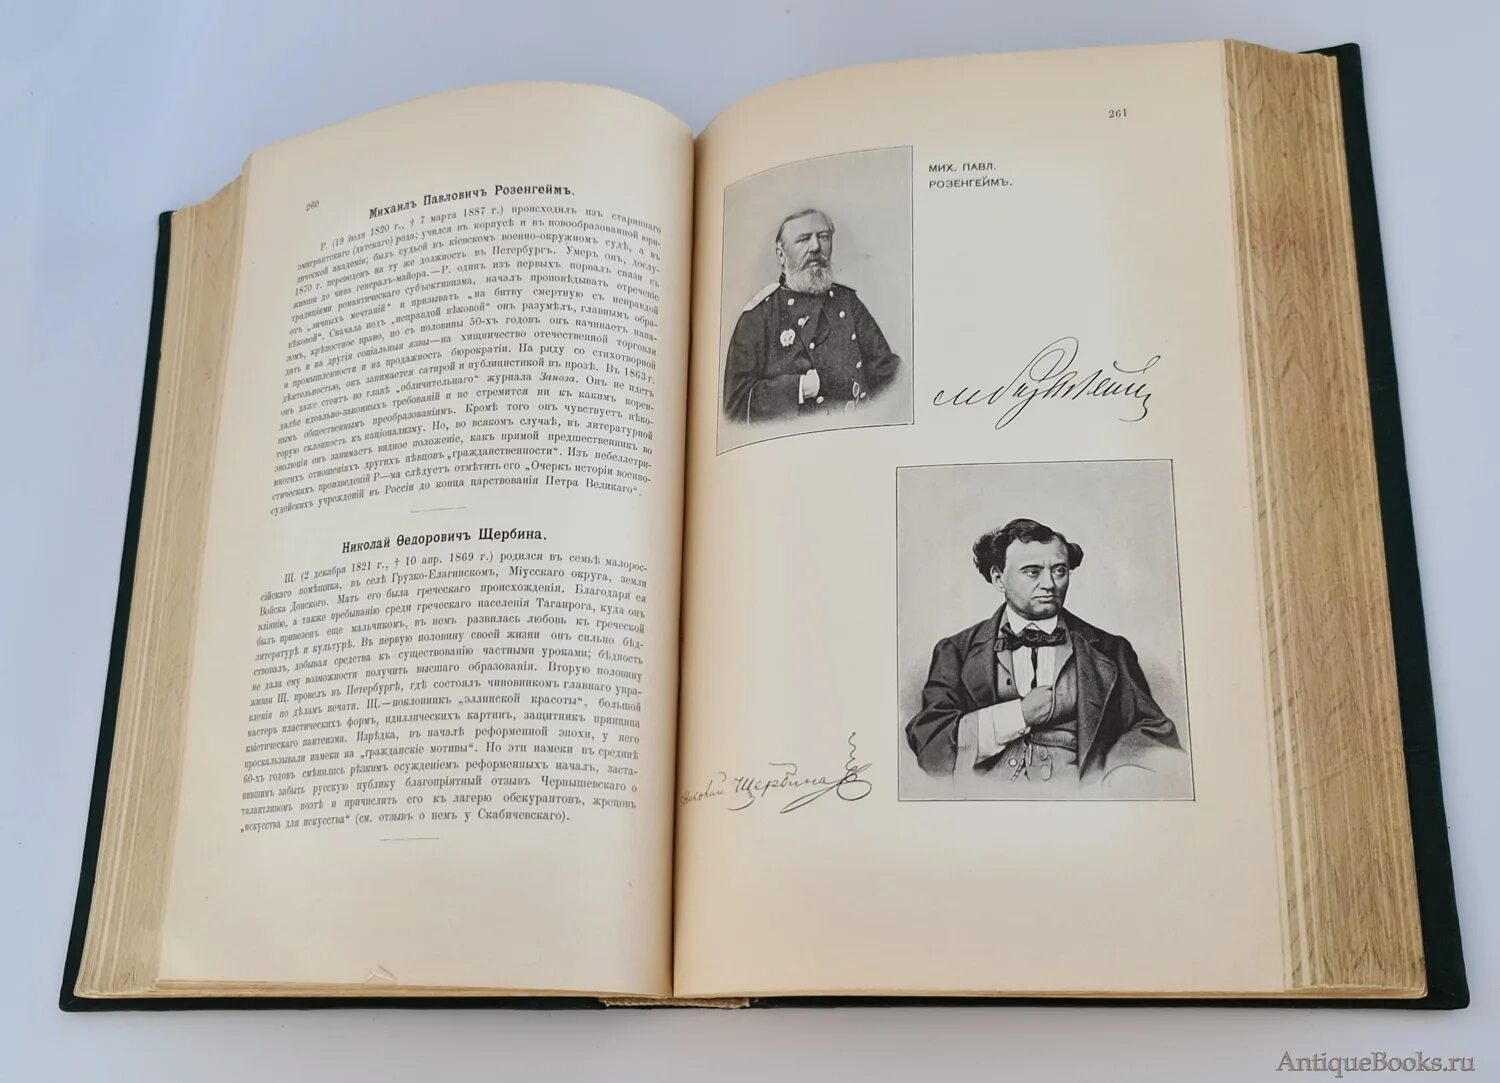 260
Михаилъ Павловичъ Розенгеймъ.
Р. (19 іюля 1820 г., † 7 марта 1887 г.) происходилъ изъ стариннаго
эмигрантскаго (датскаго) рода; учился въ корпусѣ и въ новообразованной юри-
дической академіи; былъ судьей въ кіевскомъ военно-окружномъ судѣ, а въ
1870 г. переведенъ на ту же должность въ Петербургъ. Умеръ онъ, дослу-
живши до чина генералъ-майора.—Р. одинъ изъ первыхъ порвалъ связи съ
традиціями романтическаго субъективизма, началъ проповѣдывать отреченіе
отъ „личныхъ мечтаній“ и призывать „на битву смертную съ неправдой
вѣковой“. Сначала подъ „неправдой вѣковой“ онъ разумѣлъ, главнымъ обра-
зомъ, крѣпостное право, но съ половины 50-хъ годовъ онъ начинаетъ напа-
дать и на другія соціальныя язвы—на хищничество отечественной торговли
и промышленности и на продажность бюрократіи. На ряду со стихотворной
дѣятельностью, онъ занимается сатирой и публицистикой въ прозѣ. Въ 1863 г.
онъ даже стоитъ во главѣ „обличительнаго“ журнала Заноза. Онъ не идетъ
далѣе идеально-законныхъ требованій и не стремится ни къ какимъ корен-
нымъ общественнымъ преобразованіямъ. Кромѣ того онъ чувствуетъ нѣко-
торую склонность къ націонализму. Но, во всякомъ случаѣ, въ литературной
эволюціи онъ занимаетъ видное положеніе, какъ прямой предшественникъ во
многихъ отношеніяхъ другихъ пѣвцовъ „гражданственности“. Изъ небеллетри-
стическихъ произведеній Р—ма слѣдуетъ отмѣтить его „Очеркъ исторіи военно-
судейскихъ учрежденій въ Россіи до конца царствованія Петра Великаго“.
Николай Ѳедоровичъ Щербина.
Щ. (2 декабря 1821 г., † 10 апр. 1869 г.) родился въ семьѣ малорос-
сійскаго помѣщика, въ селѣ Грузко-Елагинскомъ, Міусскаго округа, земли
Войска Донского. Мать его была греческаго происхожденія. Благодаря ея
вліянію, а также пребыванію среди греческаго населенія Таганрога, куда онъ
былъ привезенъ еще мальчикомъ, въ немъ развилась любовь къ греческой
литературѣ и культурѣ. Въ первую половину своей жизни онъ сильно бѣд-
ствовалъ, добывая средства къ существованію частными уроками; бѣдность
не дала ему возможности получить высшаго образованія. Вторую половину
жизни Щ. провелъ въ Петербургѣ, гдѣ состоялъ чиновникомъ главнаго упра-
вленія по дѣламъ печати. Щ.—поклонникъ „эллинской красоты“, большой
мастеръ пластическихъ формъ, идиллическихъ картинъ, защитникъ принципа
квіетическаго пантеизма. Изрѣдка, въ началѣ реформенной эпохи, у него
проскальзывали намеки на „гражданскіе мотивы“. Но эти намеки въ срединѣ
60-хъ годовъ смѣнились рѣзкимъ осужденіемъ реформенныхъ началъ, заста-
вившимъ забыть русскую публику благопріятный отзывъ Чернышевскаго о
талантливомъ поэтѣ и причислить его къ лагерю обскурантовъ, жрецовъ
„искусства для искусства“ (см. отзывъ о немъ у Скабичевскаго).
261
МИХ. ПАВЛ.
РОЗЕНГЕЙМЪ.
М Розенгейм
Николай Щербина
AntiqueBooks.ru